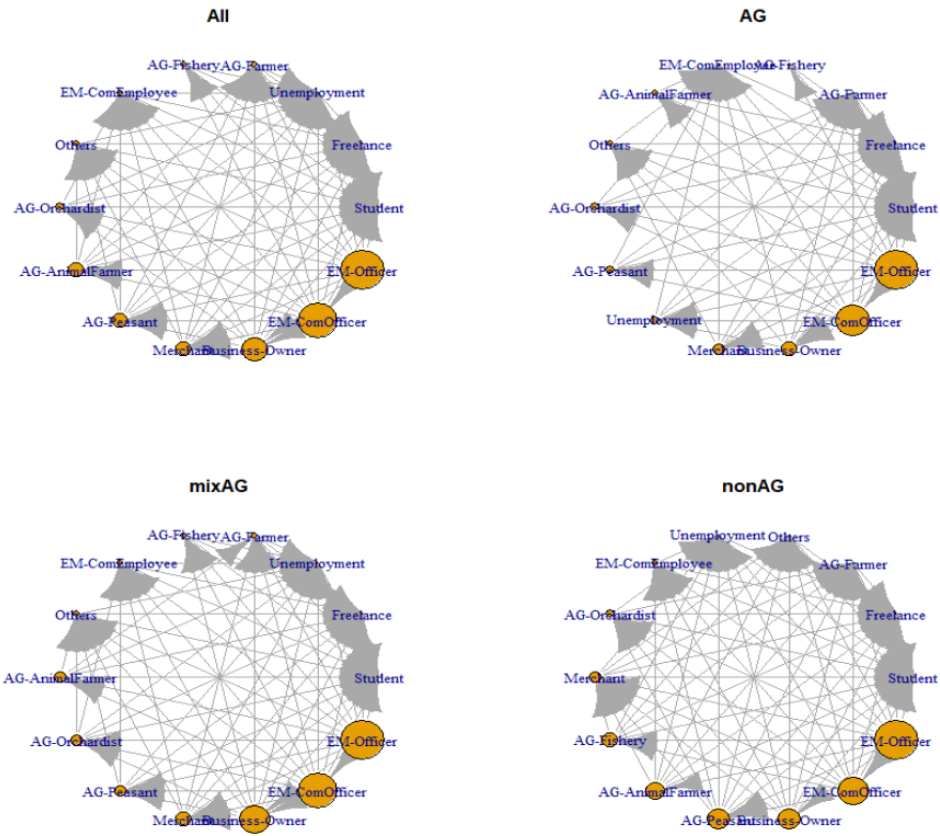 All
AG-Fishery
AG-Farmer
EM-ComEmployee
Unemployment
Others
Freelance
AG-Orchardist
Student
AG-AnimalFarmer
EM-Officer
AG-Peasant
EM-ComOfficer
Merchant
Business-Owner
AG
EM-ComEmployee
AG-Fishery
AG-AnimalFarmer
AG-Farmer
Others
Freelance
AG-Orchardist
Student
AG-Peasant
EM-Officer
Unemployment
EM-ComOfficer
Merchant
Business-Owner
mixAG
AG-Fishery
AG-Farmer
EM-ComEmployee
Unemployment
Others
Freelance
AG-AnimalFarmer
Student
AG-Orchardist
EM-Officer
AG-Peasant
EM-ComOfficer
Merchant
Business-Owner
nonAG
Unemployment
Others
EM-ComEmployee
AG-Farmer
AG-Orchardist
Freelance
Merchant
Student
AG-Fishery
EM-Officer
AG-AnimalFarmer
EM-ComOfficer
AG-Peasant
Business-Owner